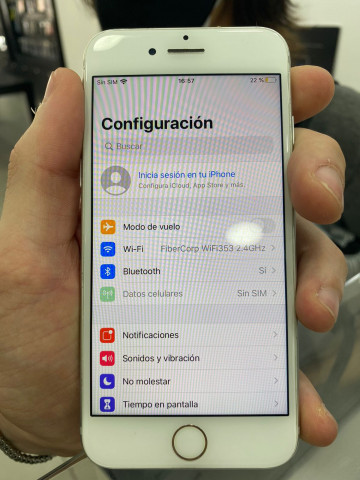 Sin SIM 16:57 22 %
Configuración
Buscar
Inicia sesión en tu iPhone
Configura iCloud, App Store y más.
Modo de vuelo
Wi-Fi FiberCorp WiFi353 2.4GHz
Bluetooth Sí
Datos celulares Sin SIM
Notificaciones
Sonidos y vibración
No molestar
Tiempo en pantalla